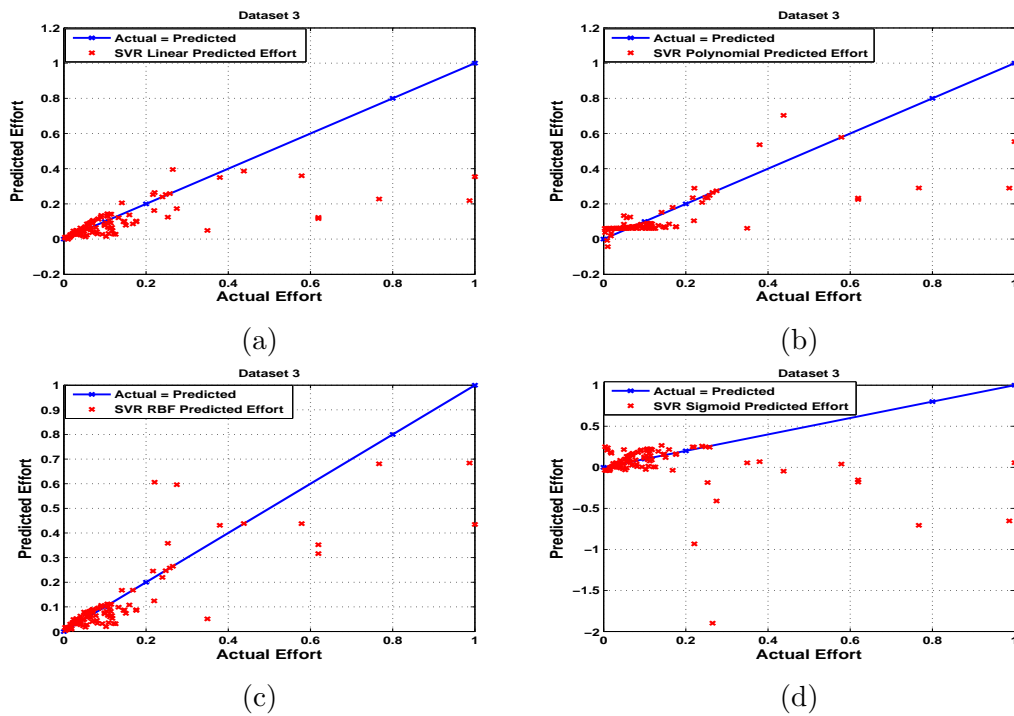 Dataset 3
Actual = Predicted
SVR Linear Predicted Effort
1.2
1
0.8
0.6
0.4
0.2
0
−0.2
Predicted Effort
0 0.2 0.4 0.6 0.8 1
Actual Effort
(a)
Dataset 3
Actual = Predicted
SVR Polynomial Predicted Effort
1.2
1
0.8
0.6
0.4
0.2
0
−0.2
Predicted Effort
0 0.2 0.4 0.6 0.8 1
Actual Effort
(b)
Dataset 3
Actual = Predicted
SVR RBF Predicted Effort
1
0.9
0.8
0.7
0.6
0.5
0.4
0.3
0.2
0.1
0
Predicted Effort
0 0.2 0.4 0.6 0.8 1
Actual Effort
(c)
Dataset 3
Actual = Predicted
SVR Sigmoid Predicted Effort
1
0.5
0
−0.5
−1
−1.5
−2
Predicted Effort
0 0.2 0.4 0.6 0.8 1
Actual Effort
(d)